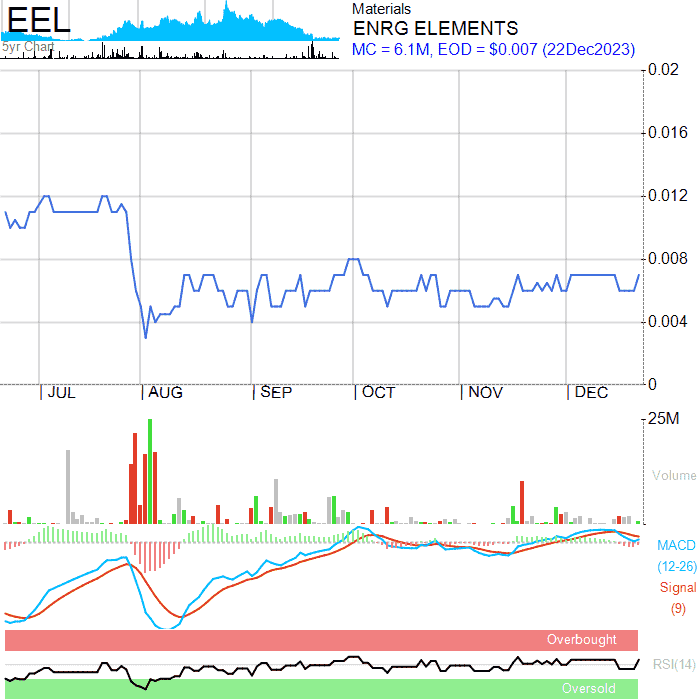 EEL
5yr Chart
Materials
ENRG ELEMENTS
MC = 6.1M, EOD = $0.007 (22Dec2023)
0.02
0.016
0.012
0.008
0.004
0
JUL AUG SEP OCT NOV DEC
25M
Volume
MACD
(12-26)
Signal
(9)
Overbought
RSI(14)
Oversold